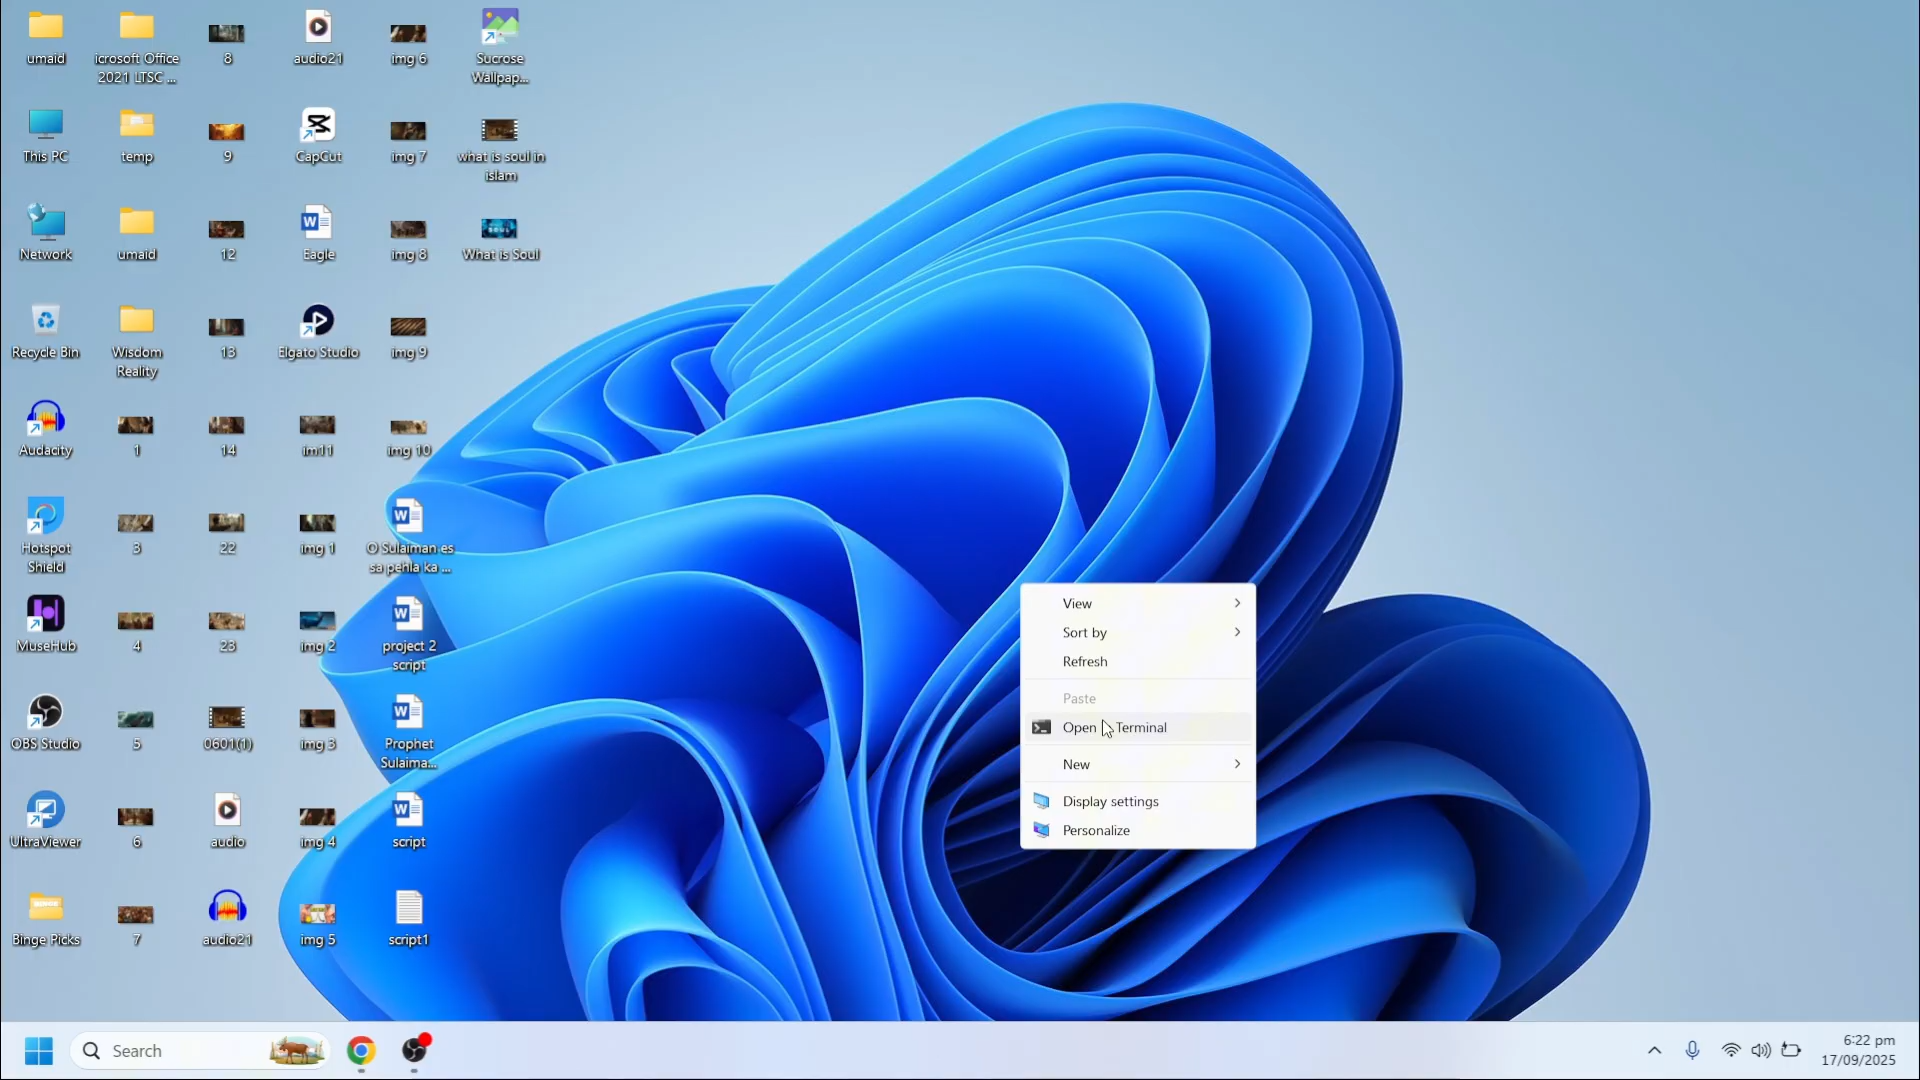 umaid
This PC
Network
Recycle Bin
Audacity
Hotspot
Shield
MuseHub
OBS Studio
UltraViewer
Binge Picks
icrosoft Office
2021 LTSC ...
temp
umaid
Wisdom
Reality
1
3
4
5
6
7
8
9
12
13
14
22
23
0601(1)
audio
audio21
audio21
CapCut
Eagle
Elgato Studio
im11
img 1
img 2
img 3
img 4
img 5
img 6
img 7
img 8
img 9
img 10
O Sulaiman es
sa pehla ka ...
project 2
script
Prophet
Sulaima...
script
script1
Sucrose
Wallpap...
what is soul in
islam
What is Soul
View
Sort by
Refresh
Paste
Open Terminal
New
Display settings
Personalize
Search
6:22 pm
17/09/2025